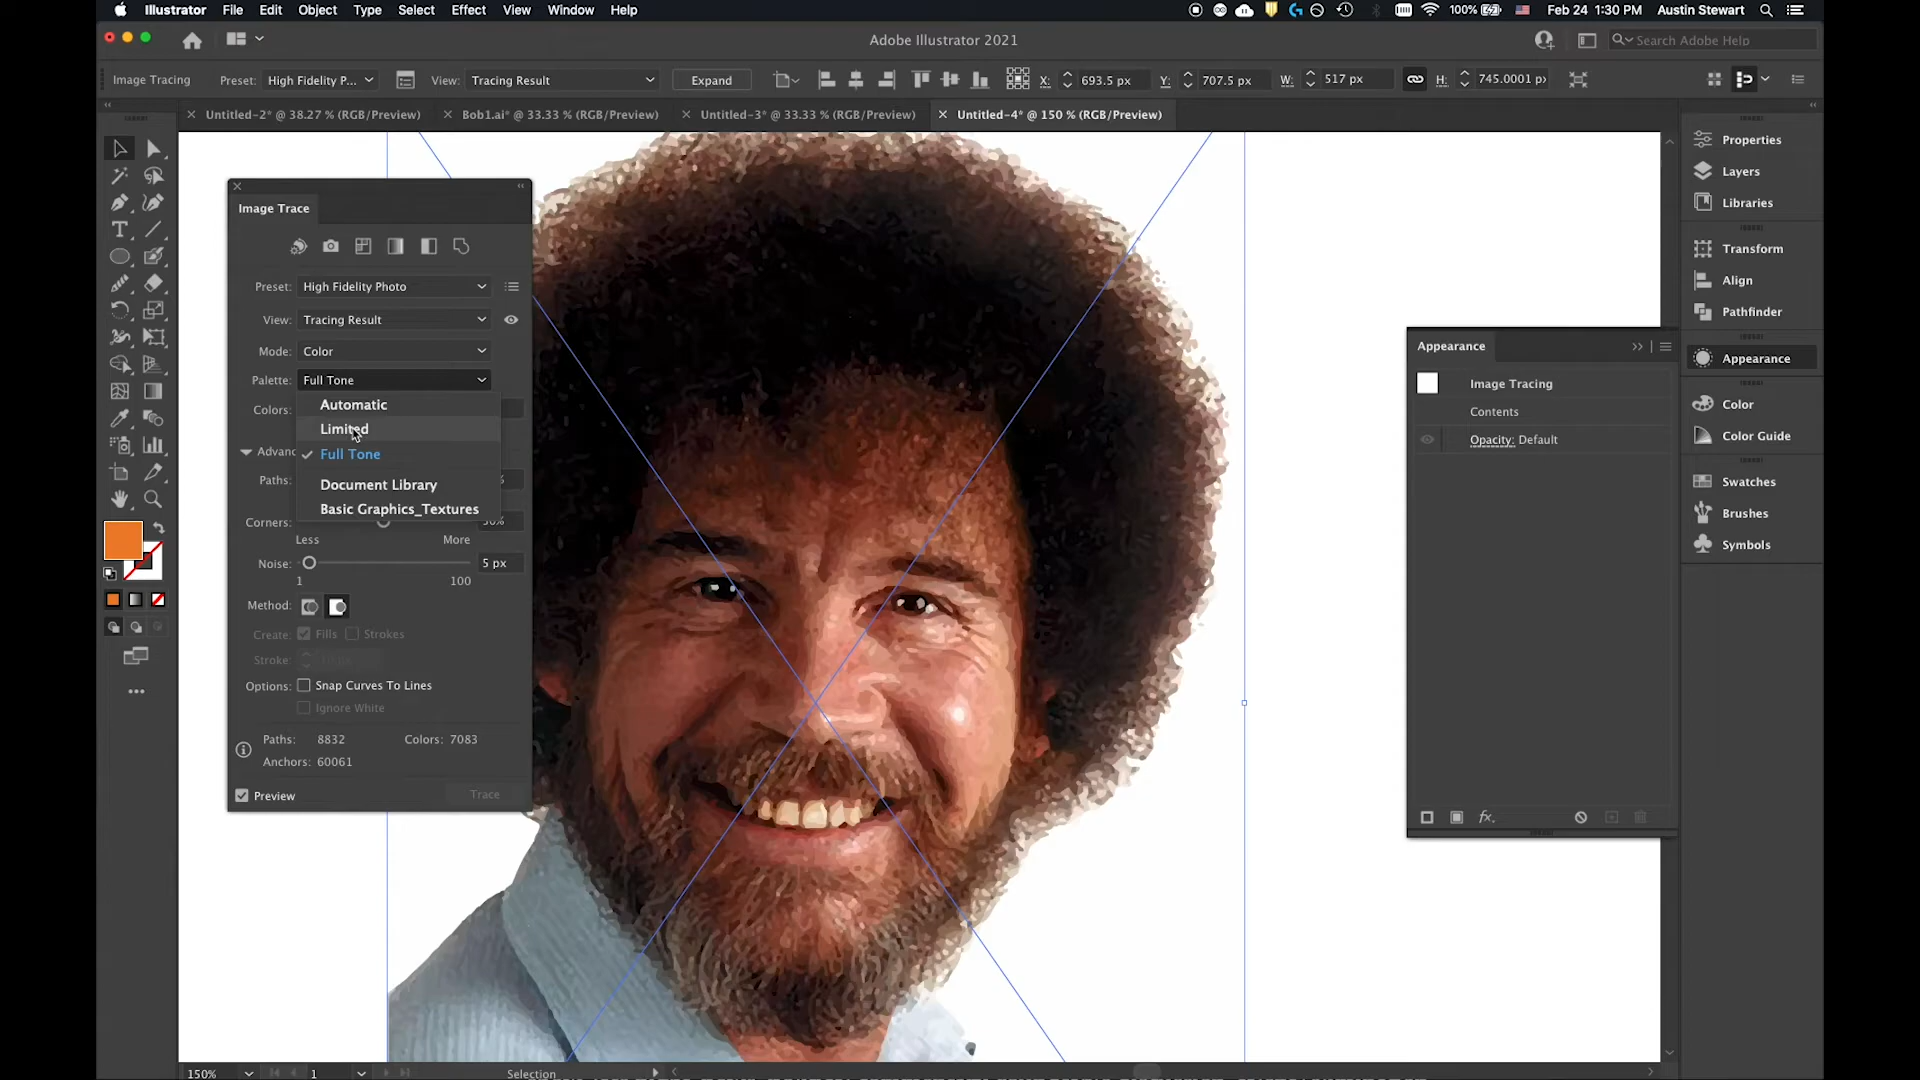 Illustrator File Edit Object Type Select Effect View Window Help
100% Feb 24 1:30 PM Austin Stewart
Adobe Illustrator 2021
Search Adobe Help
Image Tracing Preset: High Fidelity P... View: Tracing Result Expand X: 693.5 px Y: 707.5 px W: 517 px H: 745.0001 px
Untitled-2* @ 38.27 % (RGB/Preview) Bob1.ai* @ 33.33 % (RGB/Preview) Untitled-3* @ 33.33 % (RGB/Preview) Untitled-4* @ 150 % (RGB/Preview)
Image Trace
Preset: High Fidelity Photo
View: Tracing Result
Mode: Color
Palette: Full Tone
Automatic
Colors:
Limited
Advanc
Full Tone
Paths:
Document Library
Basic Graphics_Textures
Corners:
Less More
Noise: 5 px
1 100
Method:
Create: Fills Strokes
Stroke:
Options: Snap Curves To Lines
Ignore White
Paths: 8832 Colors: 7083
Anchors: 60061
Preview Trace
Appearance
Image Tracing
Contents
Opacity: Default
fx.
Properties
Layers
Libraries
Transform
Align
Pathfinder
Appearance
Color
Color Guide
Swatches
Brushes
Symbols
150% 1 Selection